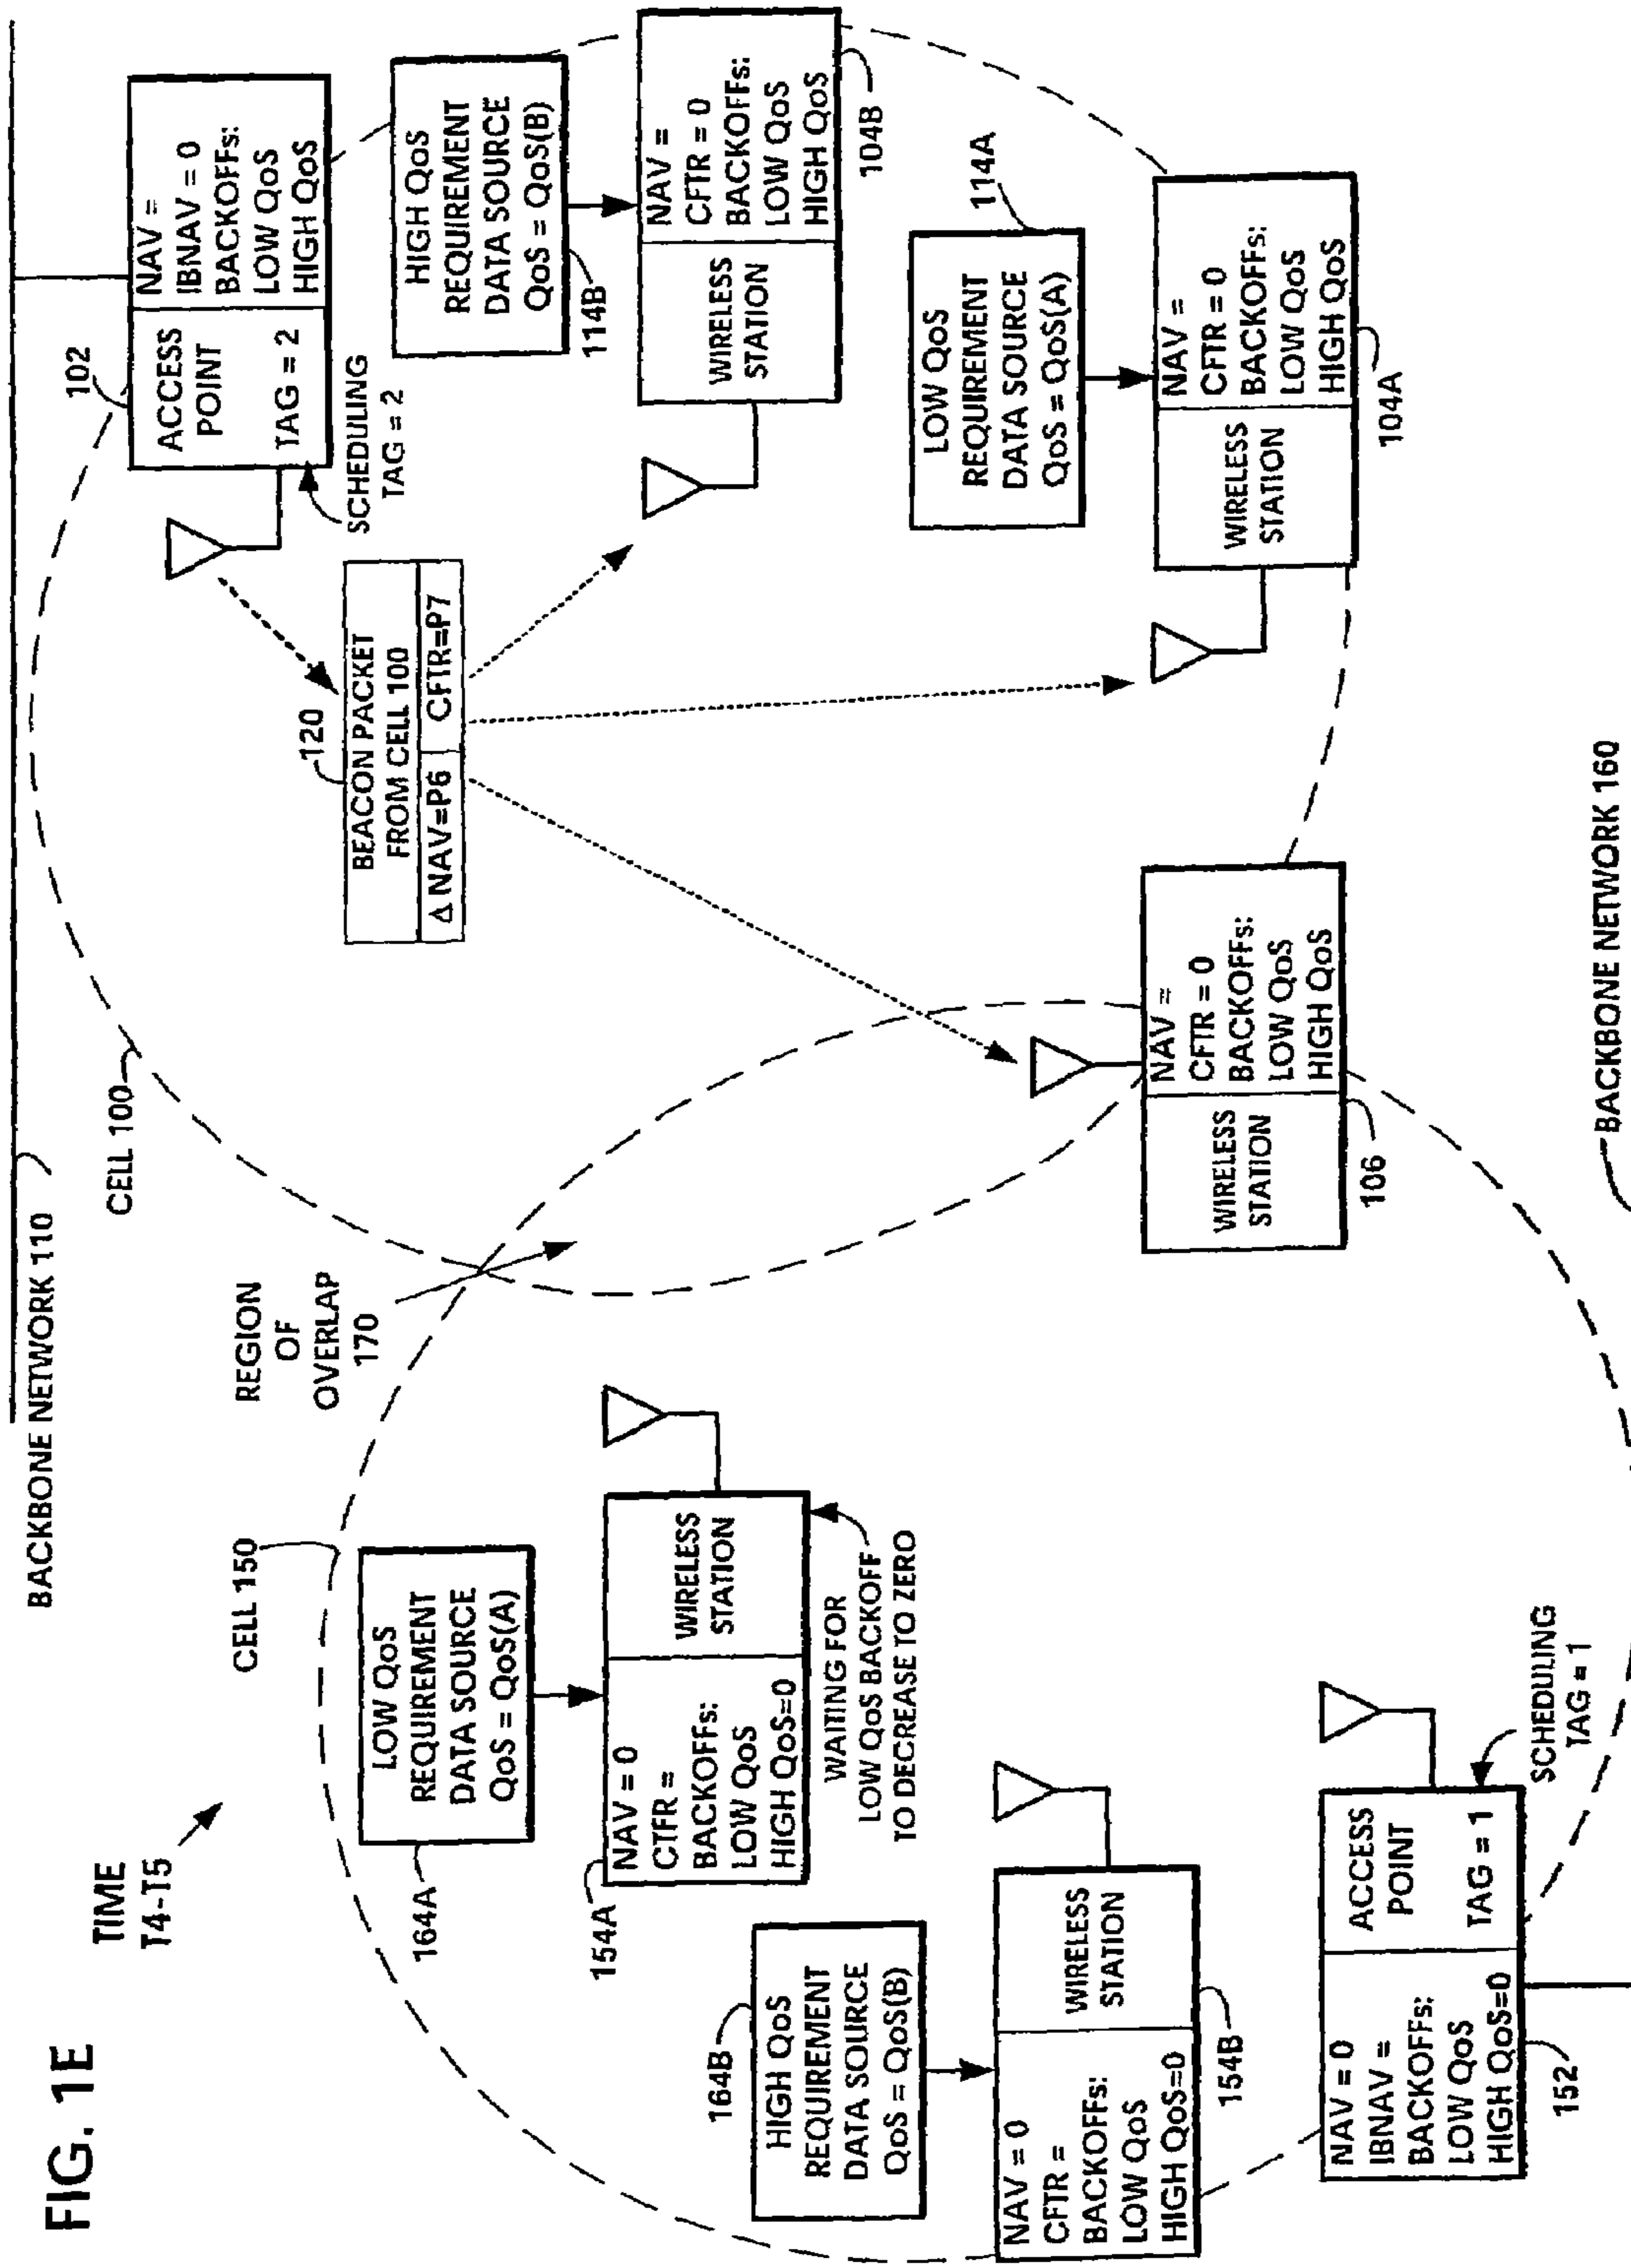 FIG. 1E
TIME
T4-T5
BACKBONE NETWORK 110
CELL 100
CELL 150
REGION
OF
OVERLAP
170
102
ACCESS
POINT
TAG = 2
NAV =
IBNAV = 0
BACKOFFs:
LOW QoS
HIGH QoS
SCHEDULING
TAG = 2
120
BEACON PACKET
FROM CELL 100
Δ NAV=P6 CFTR=P7
HIGH QoS
REQUIREMENT
DATA SOURCE
QoS = QoS(B)
114B
WIRELESS
STATION
NAV =
CFTR = 0
BACKOFFs:
LOW QoS
HIGH QoS
104B
LOW QoS
REQUIREMENT
DATA SOURCE
QoS = QoS(A)
114A
WIRELESS
STATION
NAV =
CFTR = 0
BACKOFFs:
LOW QoS
HIGH QoS
104A
WIRELESS
STATION
NAV =
CFTR = 0
BACKOFFs:
LOW QoS
HIGH QoS
106
LOW QoS
REQUIREMENT
DATA SOURCE
QoS = QoS(A)
164A
NAV = 0
CTFR =
BACKOFFs:
LOW QoS
HIGH QoS=0
WIRELESS
STATION
154A
WAITING FOR
LOW QoS BACKOFF
TO DECREASE TO ZERO
164B
HIGH QoS
REQUIREMENT
DATA SOURCE
QoS = QoS(B)
NAV = 0
CFTR =
BACKOFFs:
LOW QoS
HIGH QoS=0
WIRELESS
STATION
154B
NAV = 0
IBNAV =
BACKOFFs:
LOW QoS
HIGH QoS=0
ACCESS
POINT
TAG = 1
152
SCHEDULING
TAG = 1
BACKBONE NETWORK 160